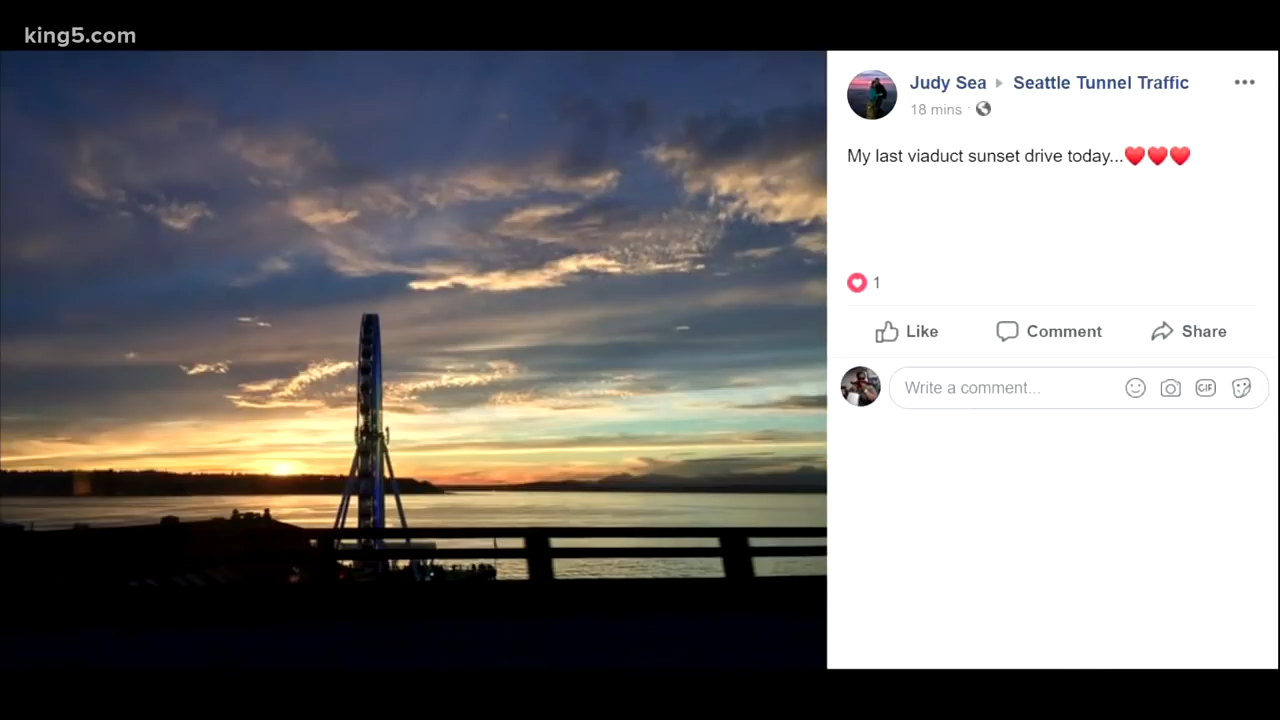 king5.com
Judy Sea Seattle Tunnel Traffic
18 mins ·
My last viaduct sunset drive today...❤️❤️❤️
1
Like Comment Share
Write a comment...
GIF